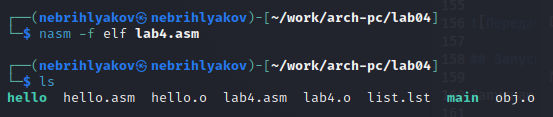 ┌──(nebrihlyakov㉿ nebrihlyakov)-[~/work/arch-pc/lab04]
└─$ nasm -f elf lab4.asm
┌──(nebrihlyakov㉿ nebrihlyakov)-[~/work/arch-pc/lab04]
└─$ ls
hello hello.asm hello.o lab4.asm lab4.o list.lst main obj.o